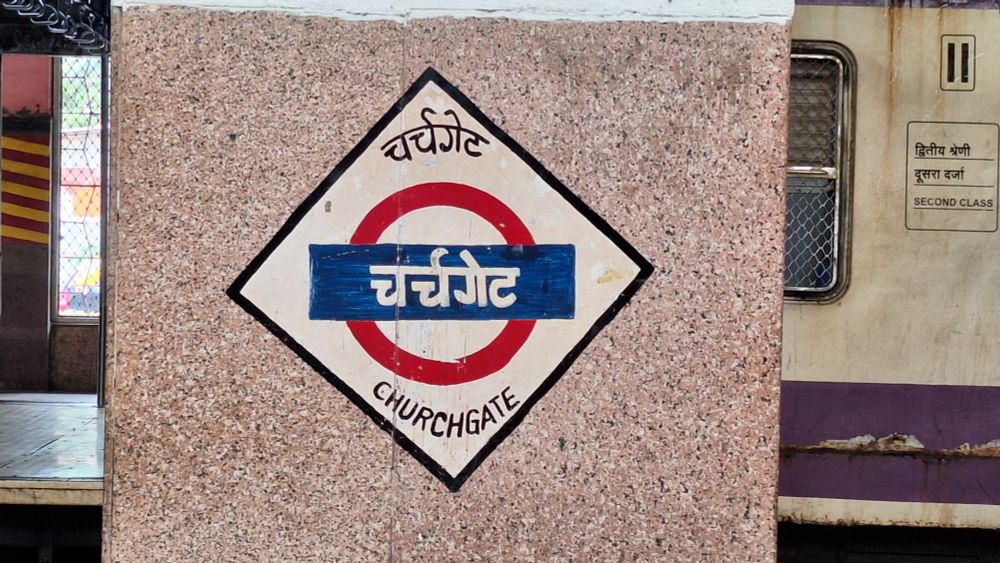 चर्चगेट
चर्चगेट
CHURCHGATE
II
द्वितीय श्रेणी
दूसरा दर्जा
SECOND CLASS